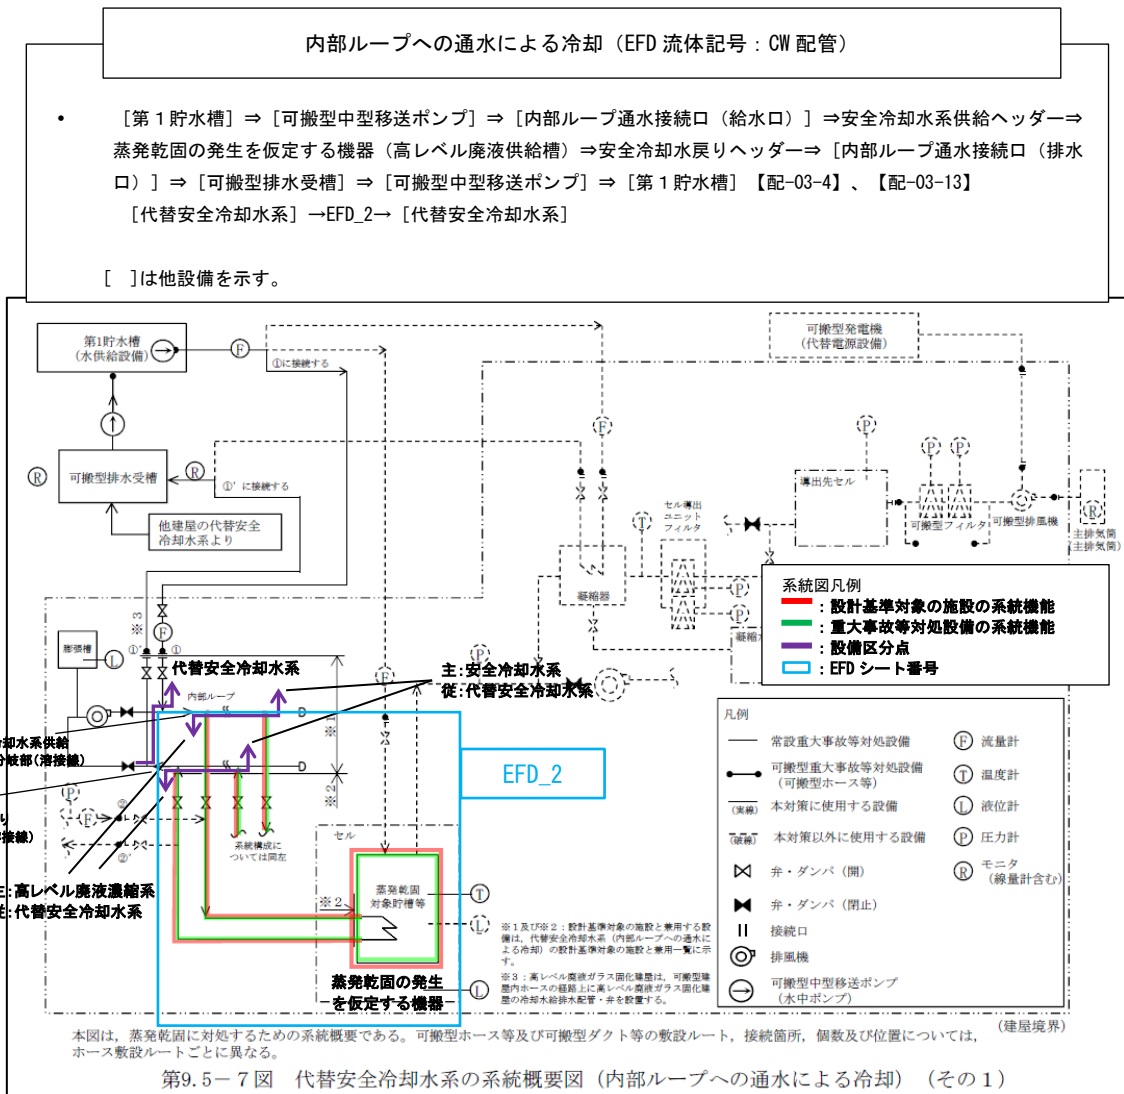 内部ループへの通水による冷却（EFD 流体記号：CW 配管）
• ［第１貯水槽］⇒［可搬型中型移送ポンプ］⇒［内部ループ通水接続口（給水口）］⇒安全冷却水系供給ヘッダー⇒
蒸発乾固の発生を仮定する機器（高レベル廃液供給槽）⇒安全冷却水戻りヘッダー⇒［内部ループ通水接続口（排水
口）］⇒［可搬型排水受槽］⇒［可搬型中型移送ポンプ］⇒［第１貯水槽］【配-03-4】、【配-03-13】
［代替安全冷却水系］→EFD_2→［代替安全冷却水系］
［　］は他設備を示す。
第1貯水槽
（水供給設備）
F
①に接続する
可搬型発電機
（代替電源設備）
R
可搬型排水受槽
R
①’に接続する
他建屋の代替安全
冷却水系より
F
P
P
P
導出先セル
セル導出
ユニット
フィルタ
T
可搬型フィルタ
可搬型排風機
R
主排気筒
（主排気筒）
凝縮器
P
P
凝縮水
系統図凡例
：設計基準対象の施設の系統機能
：重大事故等対処設備の系統機能
：設備区分点
：EFD シート番号
※３
F
①’
①
膨張槽
L
代替安全冷却水系
P
F
主：安全冷却水系
従：代替安全冷却水系
内部ループ
D
D
※１
※２
却水系供給
分岐部（溶接線）
接線）
P
F
②
②’
EFD_2
系統構成に
ついては同左
セル
蒸発乾固
対象貯槽等
※２
T
L
L
：高レベル廃液濃縮系
：代替安全冷却水系
蒸発乾固の発生
を仮定する機器
※１及び※２：設計基準対象の施設と兼用する設
備は，代替安全冷却水系（内部ループへの通水に
よる冷却）の設計基準対象の施設と兼用一覧に示
す。
※３：高レベル廃液ガラス固化建屋は，可搬型建
屋内ホースの経路上に高レベル廃液ガラス固化建
屋の冷却水給排水配管・弁を設置する。
凡例
常設重大事故等対処設備
可搬型重大事故等対処設備
（可搬型ホース等）
（実線）　本対策に使用する設備
（破線）　本対策以外に使用する設備
弁・ダンパ（開）
弁・ダンパ（閉止）
接続口
排風機
可搬型中型移送ポンプ
（水中ポンプ）
F　流量計
T　温度計
L　液位計
P　圧力計
R　モニタ
（線量計含む）
（建屋境界）
本図は，蒸発乾固に対処するための系統概要である。可搬型ホース等及び可搬型ダクト等の敷設ルート，接続箇所，個数及び位置については，
ホース敷設ルートごとに異なる。
第9.5－７図　代替安全冷却水系の系統概要図（内部ループへの通水による冷却）（その１）